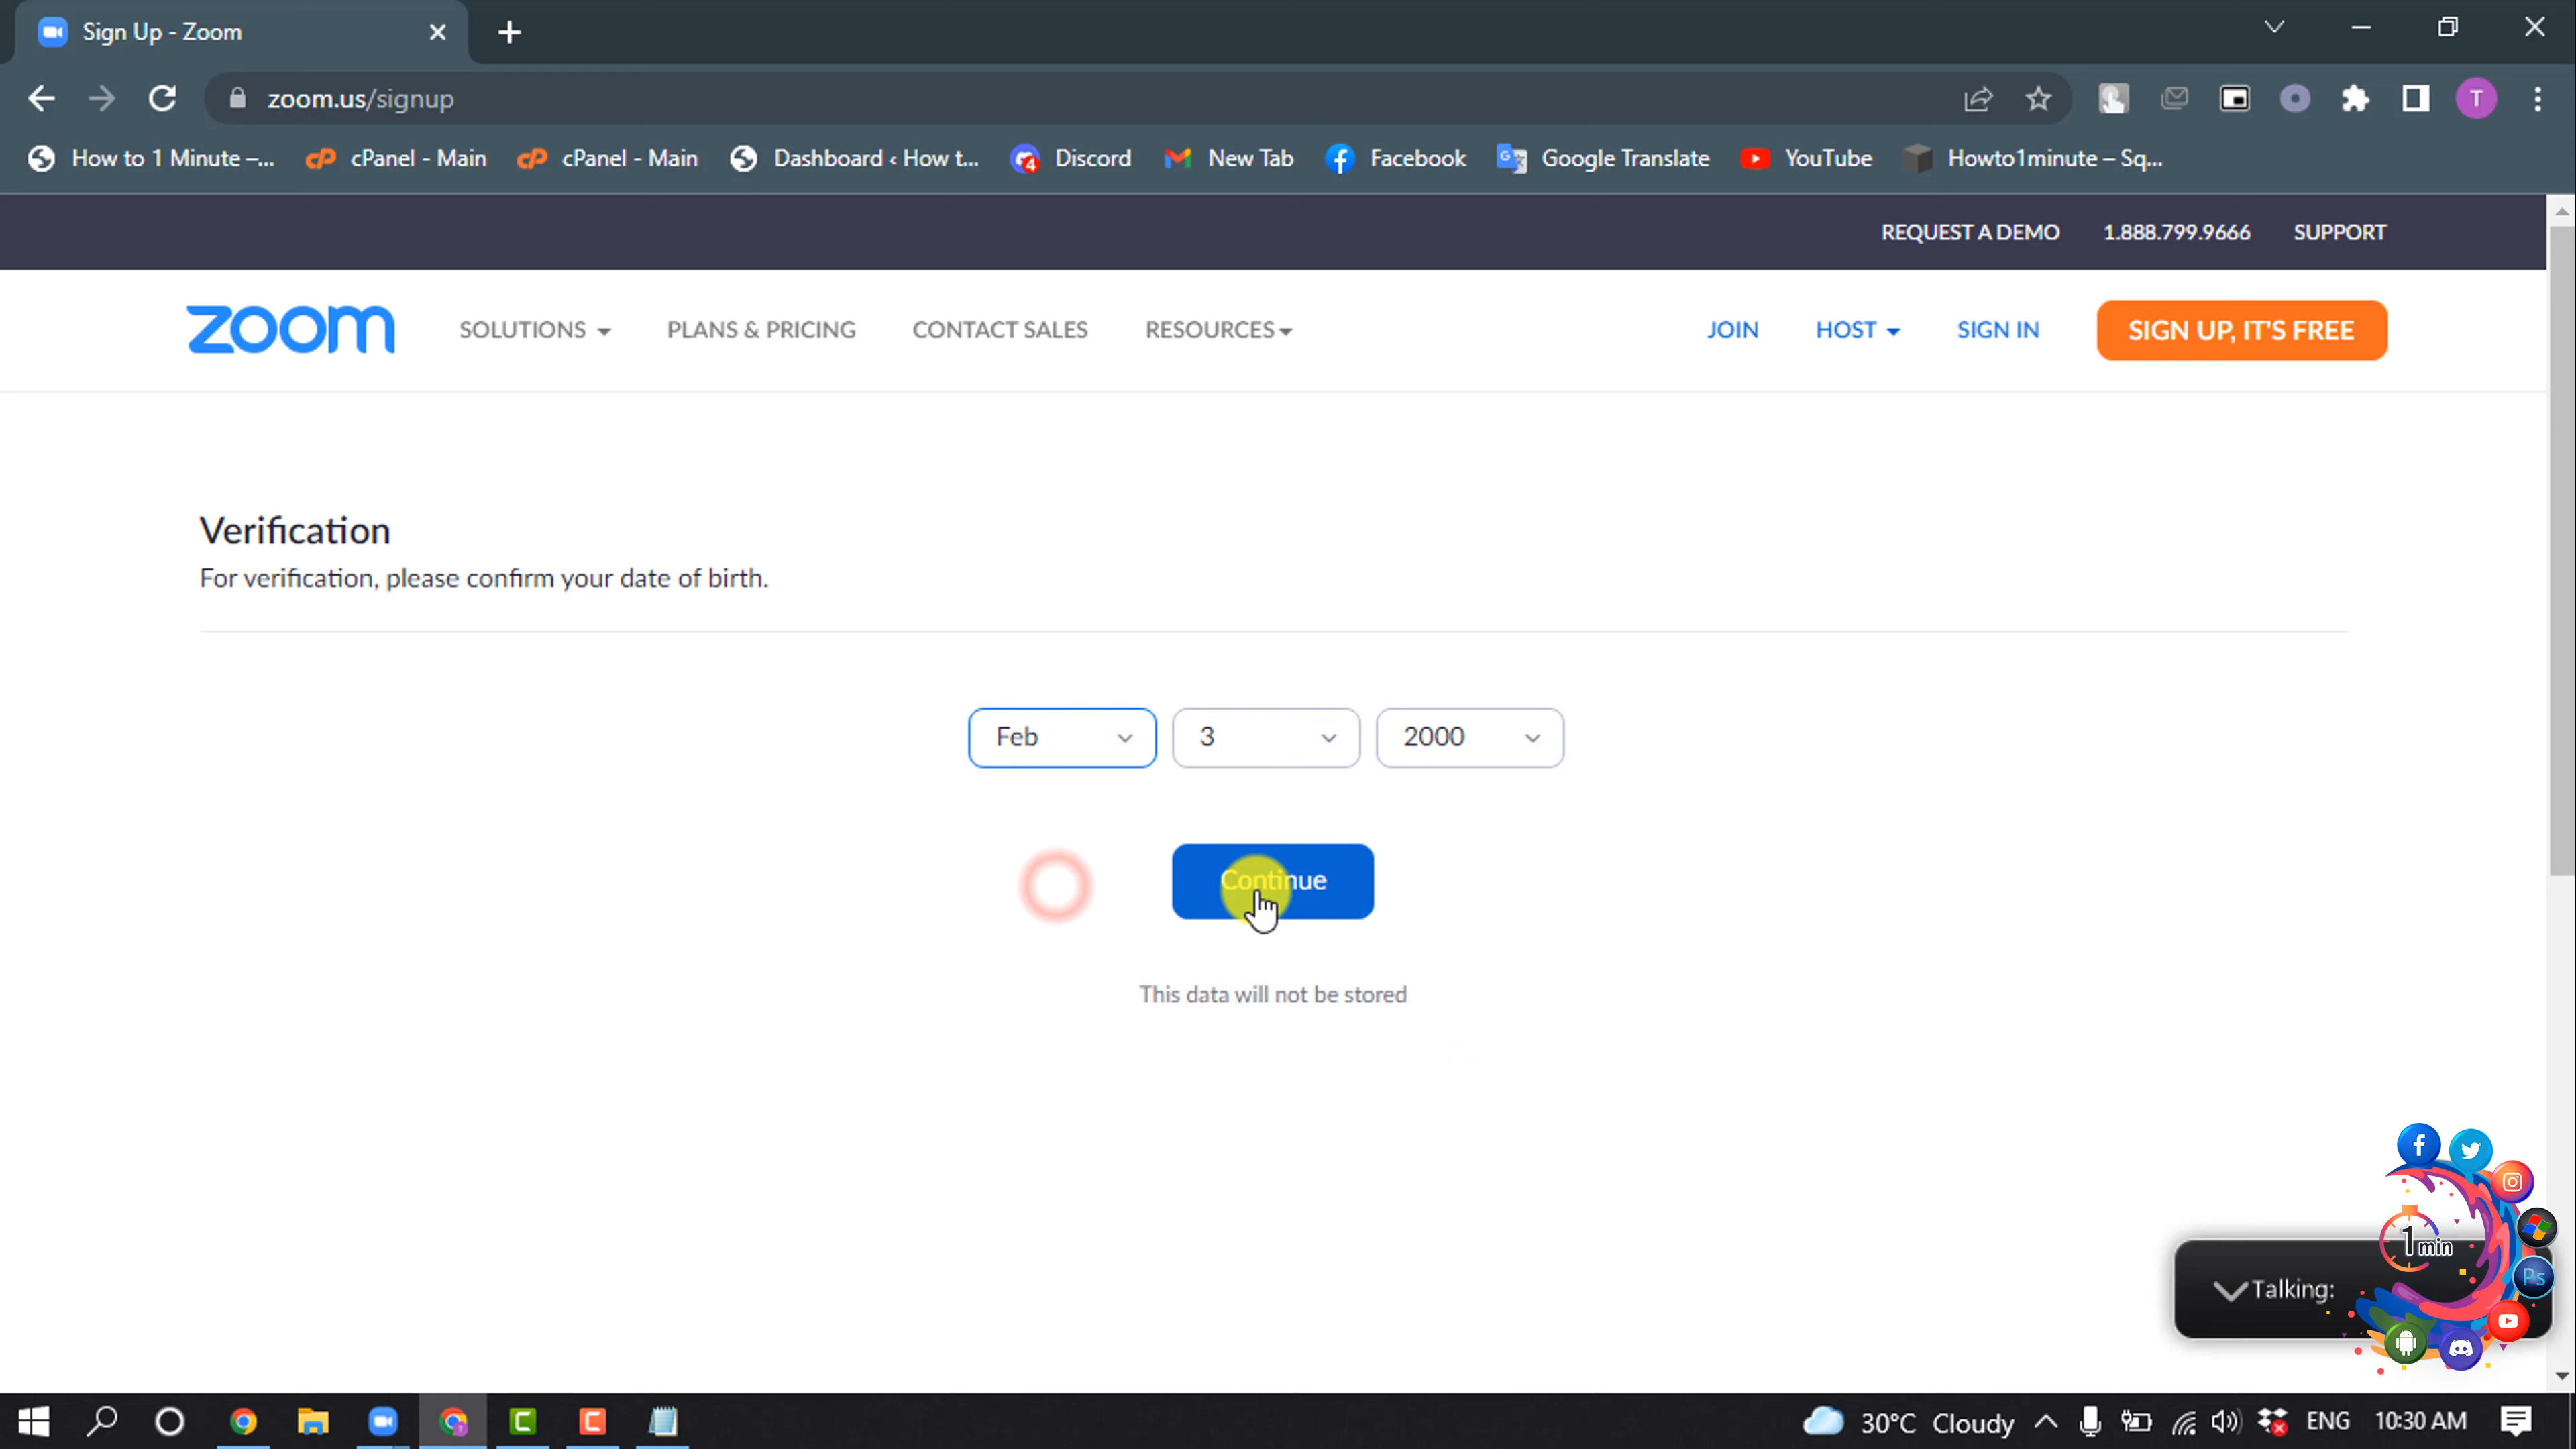 Sign Up - Zoom
zoom.us/signup
T
How to 1 Minute –...
cPanel - Main
cPanel - Main
Dashboard ‹ How t...
4
Discord
New Tab
Facebook
Google Translate
YouTube
Howto1minute – Sq...
REQUEST A DEMO
1.888.799.9666
SUPPORT
zoom
SOLUTIONS
PLANS & PRICING
CONTACT SALES
RESOURCES
JOIN
HOST
SIGN IN
SIGN UP, IT'S FREE
Verification
For verification, please confirm your date of birth.
Feb
3
2000
Continue
This data will not be stored
1 min
Ps
Talking:
30°C Cloudy
ENG
10:30 AM